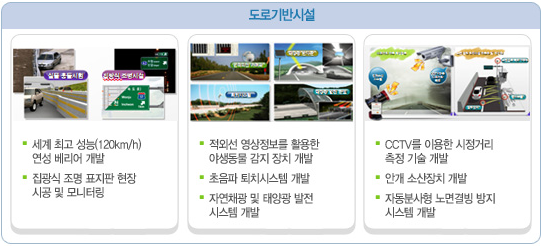 도로기반시설
실물 충돌시험
집광식 조명시설
세계 최고 성능(120km/h)
연성 베리어 개발
집광식 조명 표지판 현장
시공 및 모니터링
적외선 영상정보를 활용한
야생동물 감지 장치 개발
초음파 퇴치시스템 개발
자연채광 및 태양광 발전
시스템 개발
CCTV를 이용한 시정거리
측정 기술 개발
안개 소산장치 개발
자동분사형 노면결빙 방지
시스템 개발